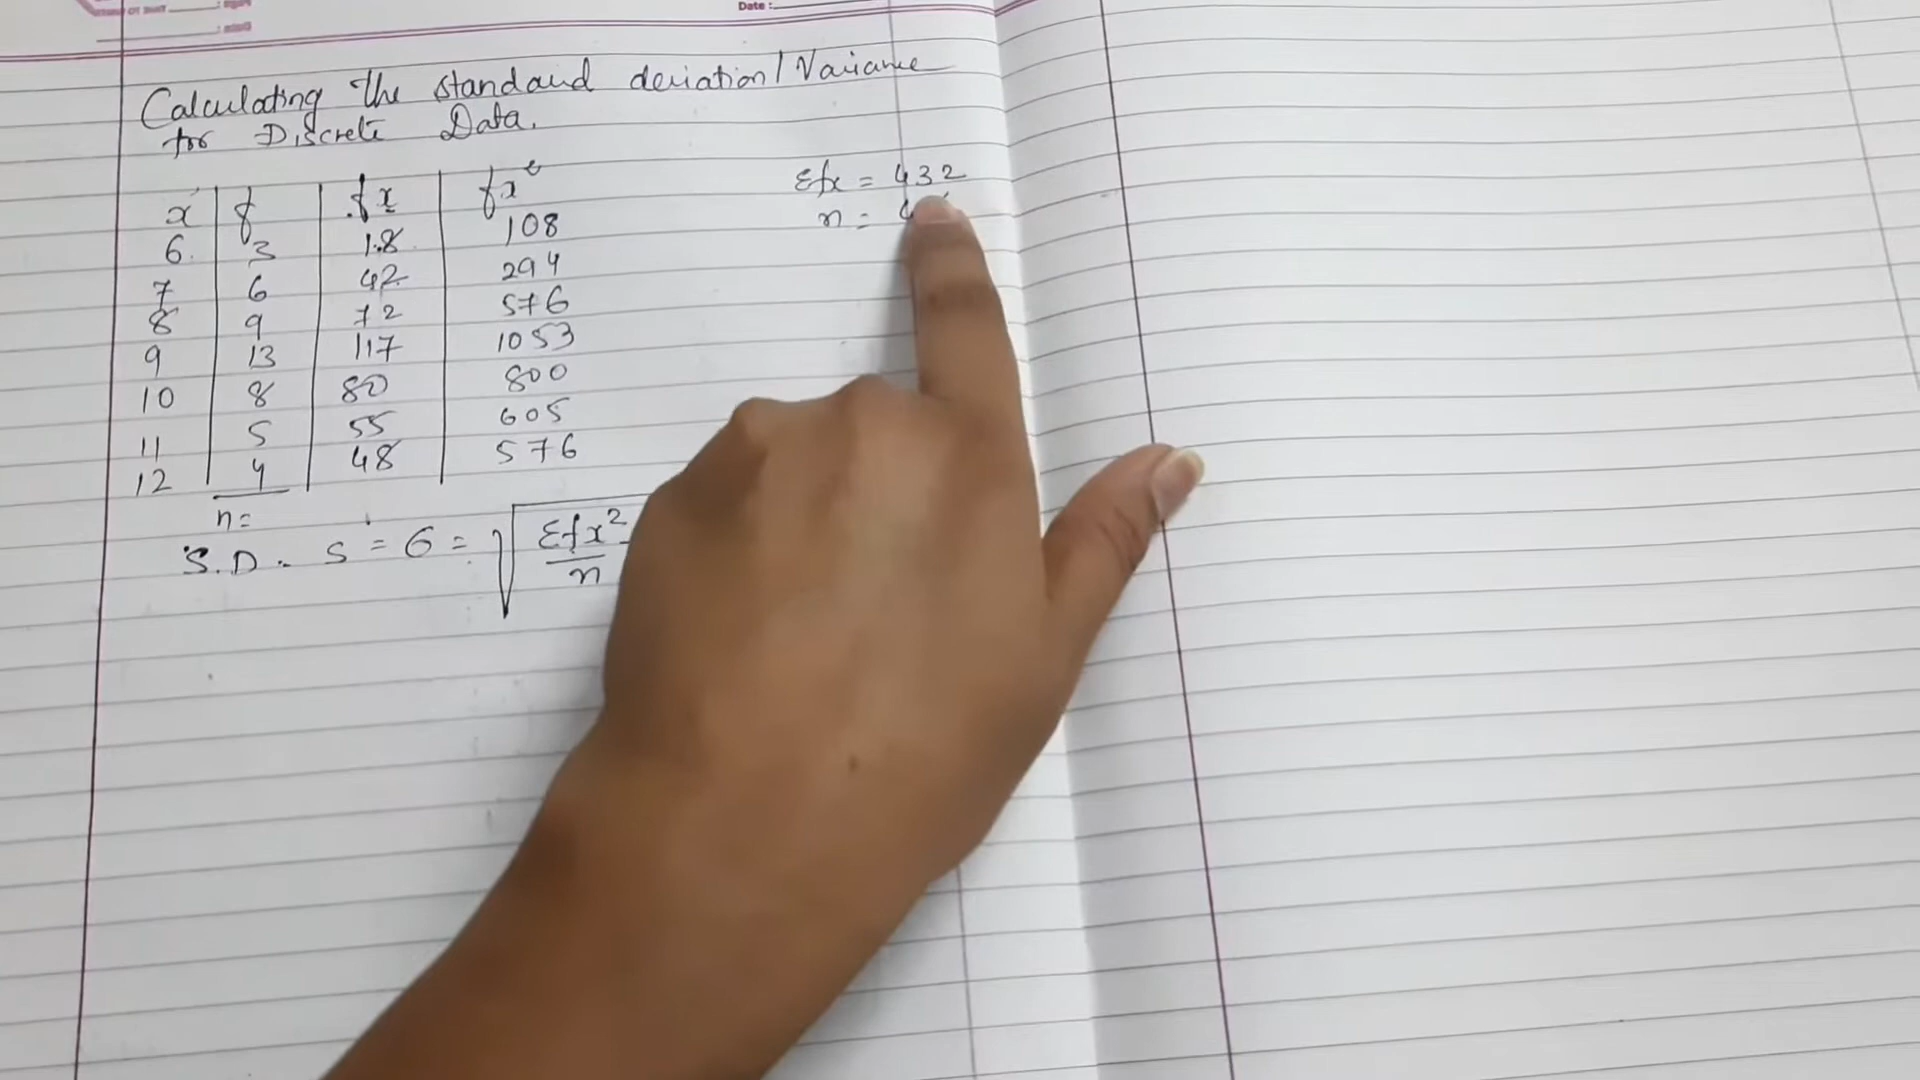 Date :
Calculating the standard deviation / Variance
for Discrete Data.
x f fx fx²
6. 3 18 108
7 6 42 294
8 9 72 576
9 13 117 1053
10 8 80 800
11 5 55 605
12 4 48 576
n =
Σfx = 432
n =
S.D. S = 6 = √ Σfx² / n